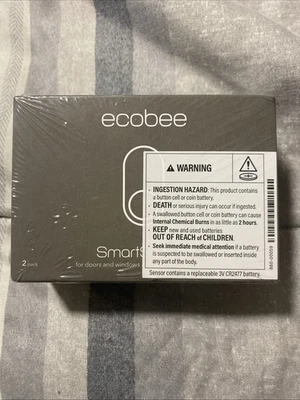 ecobee
⚠ WARNING
• INGESTION HAZARD: This product contains
a button cell or coin battery.
• DEATH or serious injury can occur if ingested.
• A swallowed button cell or coin battery can cause
Internal Chemical Burns in as little as 2 hours.
• KEEP new and used batteries
OUT OF REACH of CHILDREN.
• Seek immediate medical attention if a battery
is suspected to be swallowed or inserted inside
any part of the body.
Sensor contains a replaceable 3V CR2477 battery.
SmartS
2 pack
for doors and windows